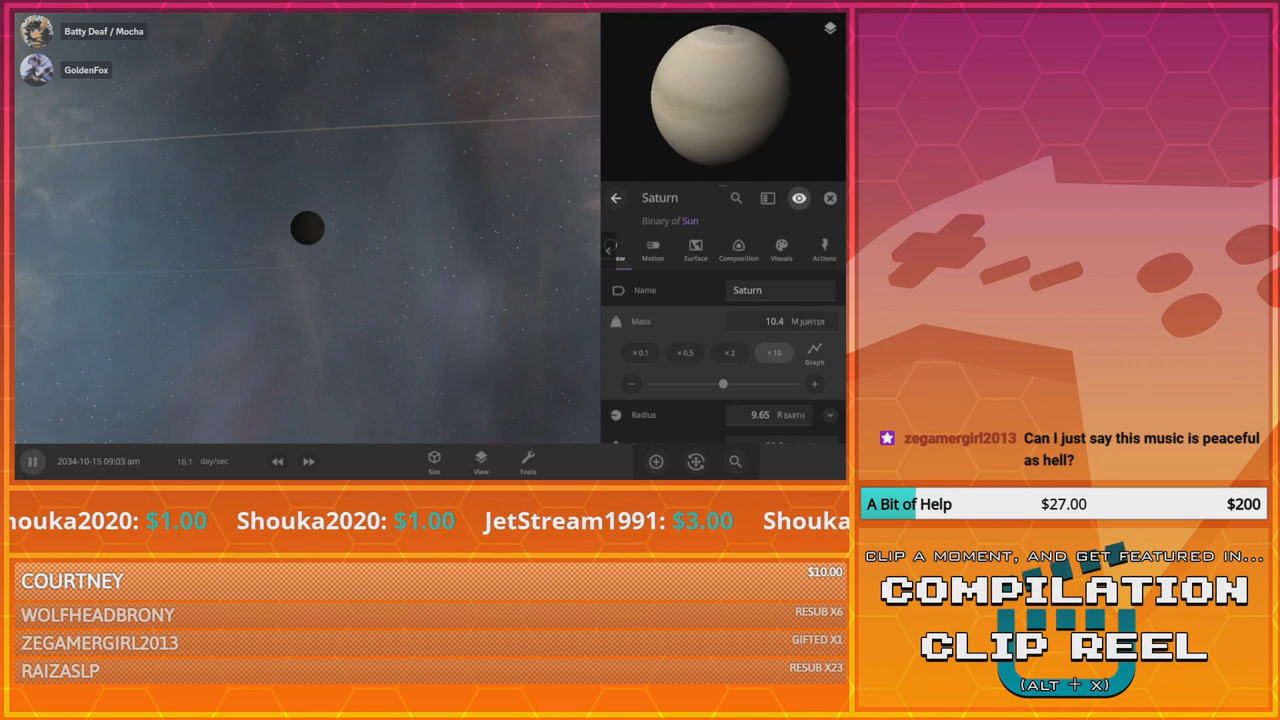 Batty Deaf / Mocha
GoldenFox
Saturn
Binary of Sun
ew
Motion
Surface
Composition
Visuals
Actions
Name
Saturn
Mass
10.4 M JUPITER
× 0.1
× 0.5
× 2
× 10
Graph
Radius
9.65 R EARTH
2034-10-15 09:03 am
16.1 day/sec
Sim
View
Tools
zegamergirl2013 Can I just say this music is peaceful
as hell?
A Bit of Help $27.00 $200
houka2020: $1.00 Shouka2020: $1.00 JetStream1991: $3.00 Shouka
COURTNEY $10.00
WOLFHEADBRONY RESUB X6
ZEGAMERGIRL2013 GIFTED X1
RAIZASLP RESUB X23
CLIP A MOMENT, AND GET FEATURED IN...
COMPILATION
CLIP REEL
(ALT + X)